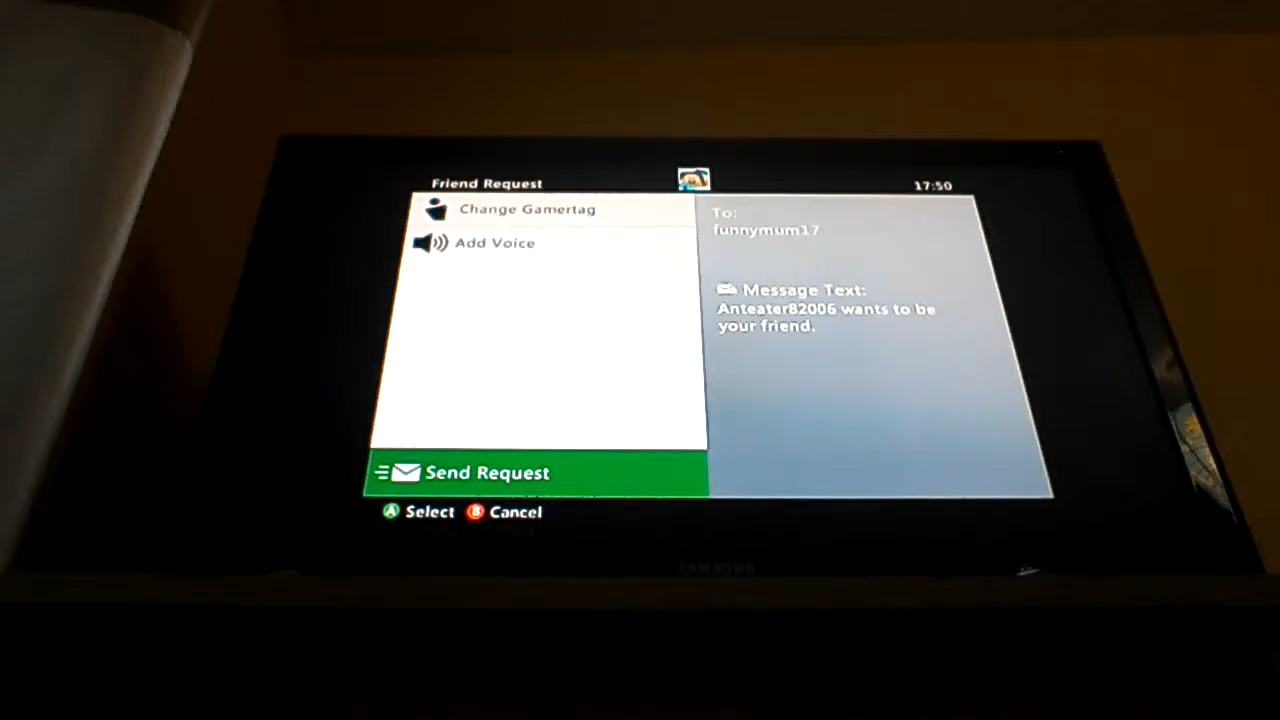 Friend Request
17:50
Change Gamertag
Add Voice
To:
funnymum17
Message Text:
Anteater82006 wants to be
your friend.
Send Request
A Select B Cancel
SAMSUNG